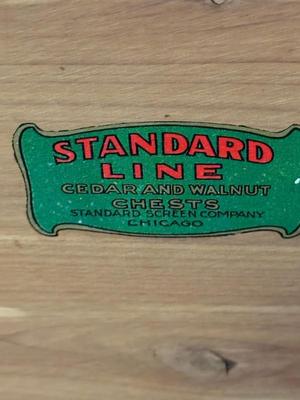 STANDARD
LINE
CEDAR AND WALNUT
CHESTS
STANDARD SCREEN COMPANY
CHICAGO